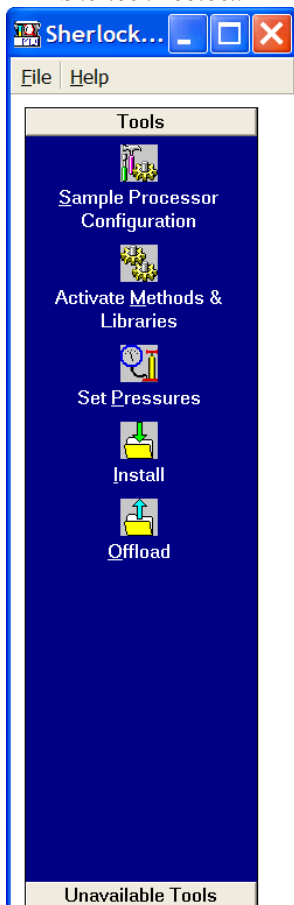 Sherlock...
File Help
Tools
Sample Processor
Configuration
Activate Methods &
Libraries
Set Pressures
Install
Offload
Unavailable Tools